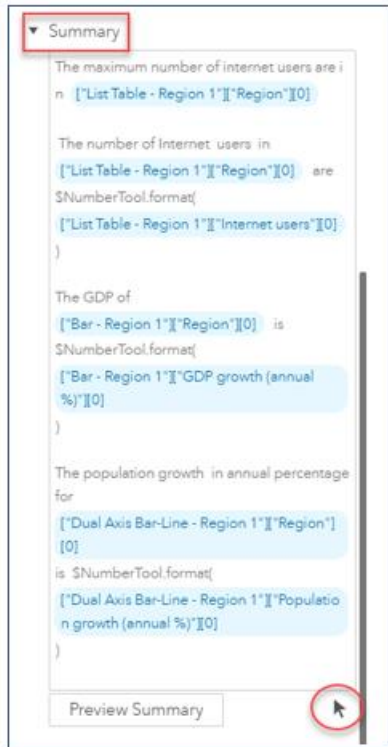 Summary
The maximum number of internet users are i
n ["List Table - Region 1"]["Region"][0]
The number of Internet users in
["List Table - Region 1"]["Region"][0] are
$NumberTool.format(
["List Table - Region 1"]["Internet users"][0]
)
The GDP of
["Bar - Region 1"]["Region"][0] is
$NumberTool.format(
["Bar - Region 1"]["GDP growth (annual
%)"][0]
)
The population growth in annual percentage
for
["Dual Axis Bar-Line - Region 1"]["Region"]
[0]
is $NumberTool.format(
["Dual Axis Bar-Line - Region 1"]["Populatio
n growth (annual %)"][0]
)
Preview Summary